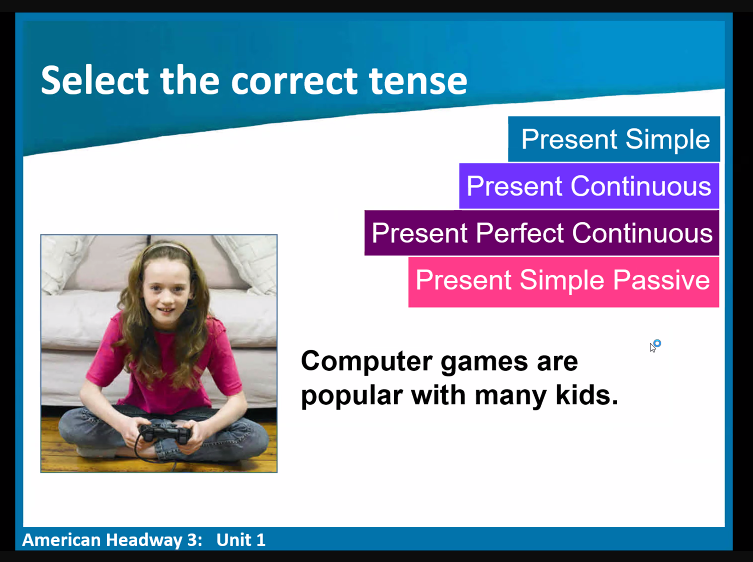 Select the correct tense
Present Simple
Present Continuous
Present Perfect Continuous
Present Simple Passive
Computer games are
popular with many kids.
American Headway 3: Unit 1